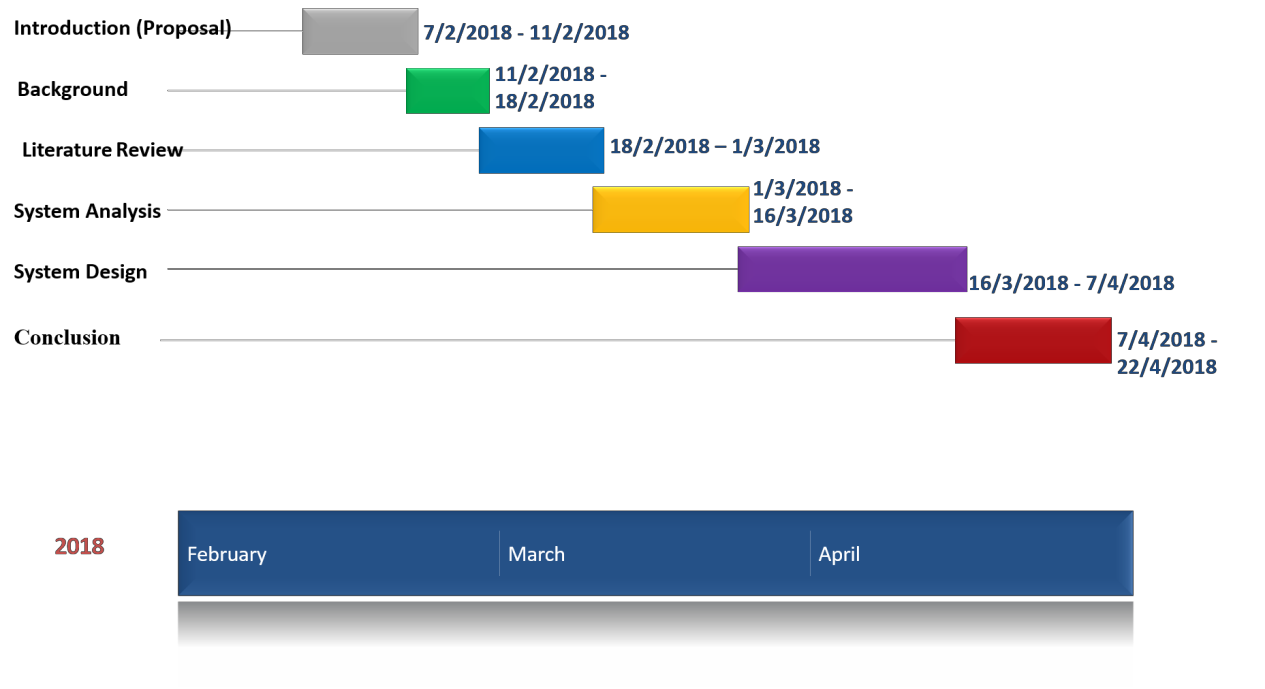 Introduction (Proposal)
7/2/2018 - 11/2/2018
Background
11/2/2018 -
18/2/2018
Literature Review
18/2/2018 – 1/3/2018
System Analysis
1/3/2018 -
16/3/2018
System Design
16/3/2018 - 7/4/2018
Conclusion
7/4/2018 -
22/4/2018
2018
February
March
April